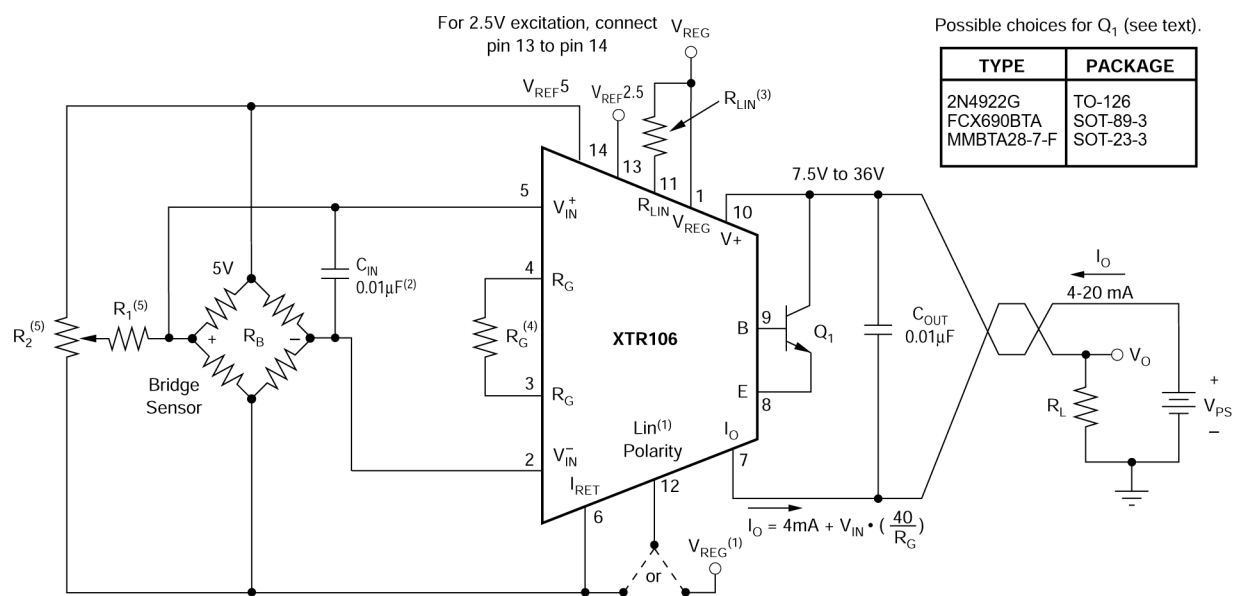 For 2.5V excitation, connect
pin 13 to pin 14
V_REG
Possible choices for Q_1 (see text).
TYPE PACKAGE
2N4922G TO-126
FCX690BTA SOT-89-3
MMBTA28-7-F SOT-23-3
V_REF5
V_REF2.5
R_LIN^(3)
14
13
11
1
7.5V to 36V
5
V_IN^+
R_LIN
V_REG
10
V+
5V
C_IN
0.01μF^(2)
4
R_G
I_O
4-20 mA
R_2^(5)
R_1^(5)
R_B
+
−
R_G^(4)
XTR106
B
9
Q_1
C_OUT
0.01μF
V_O
Bridge
Sensor
3
R_G
E
8
R_L
+
V_PS
−
Lin^(1)
Polarity
I_O
7
2
V_IN^−
I_RET
12
6
I_O = 4mA + V_IN • (40/R_G)
V_REG^(1)
or